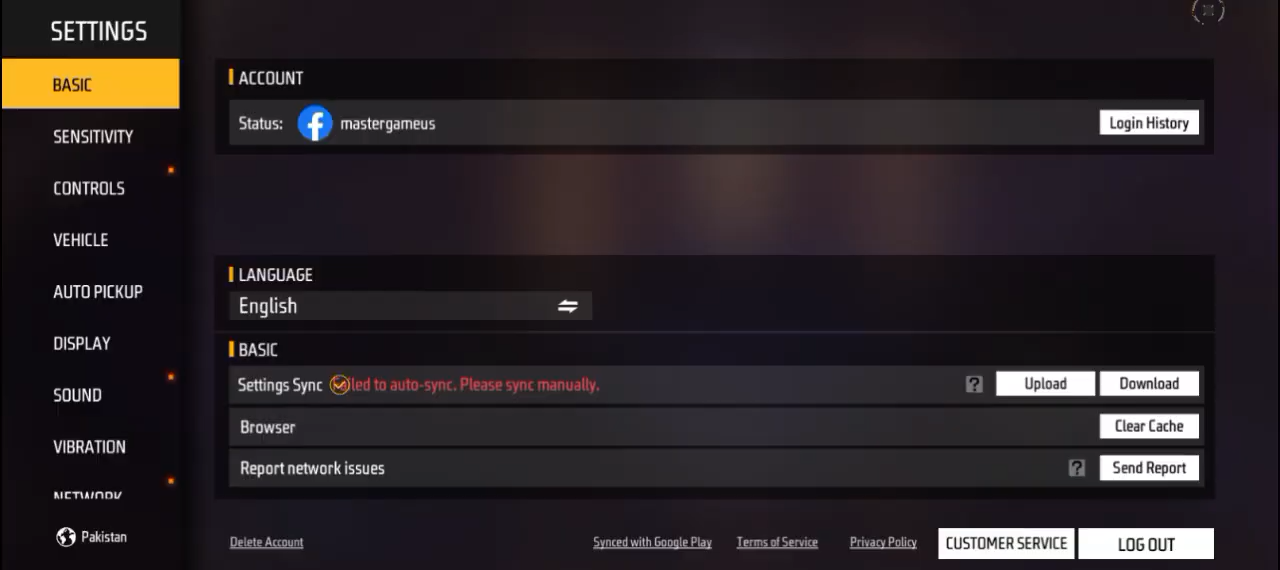 SETTINGS
BASIC
SENSITIVITY
CONTROLS
VEHICLE
AUTO PICKUP
DISPLAY
SOUND
VIBRATION
NETWORK
Pakistan
ACCOUNT
Status: mastergameus Login History
LANGUAGE
English
BASIC
Settings Sync led to auto-sync. Please sync manually. ? Upload Download
Browser Clear Cache
Report network issues ? Send Report
Delete Account Synced with Google Play Terms of Service Privacy Policy CUSTOMER SERVICE LOG OUT